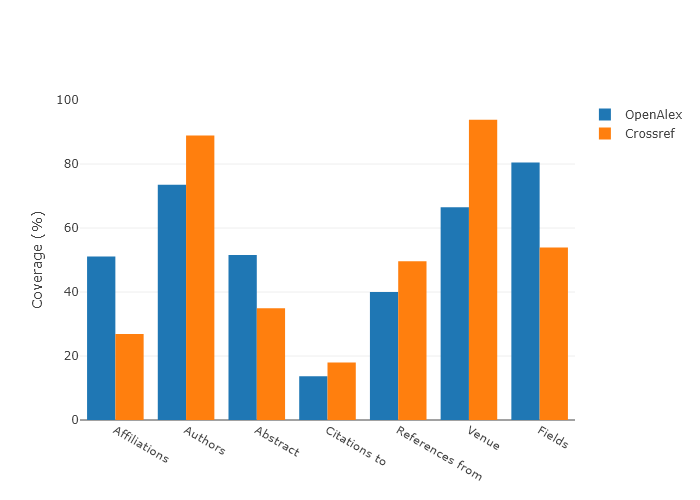 100
80
60
40
20
0
Coverage (%)
Affiliations
Authors
Abstract
Citations to
References from
Venue
Fields
OpenAlex
Crossref